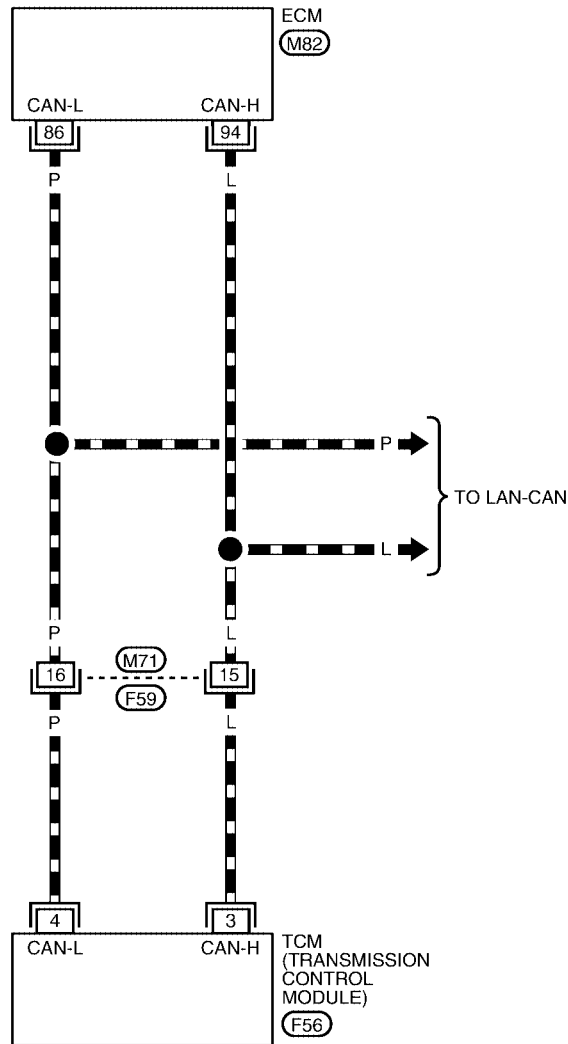 ECM
M82
CAN-L CAN-H
86 94
P L
P
TO LAN-CAN
L
P L
M71
16 15
F59
P L
4 3
CAN-L CAN-H
TCM
(TRANSMISSION
CONTROL
MODULE)
F56